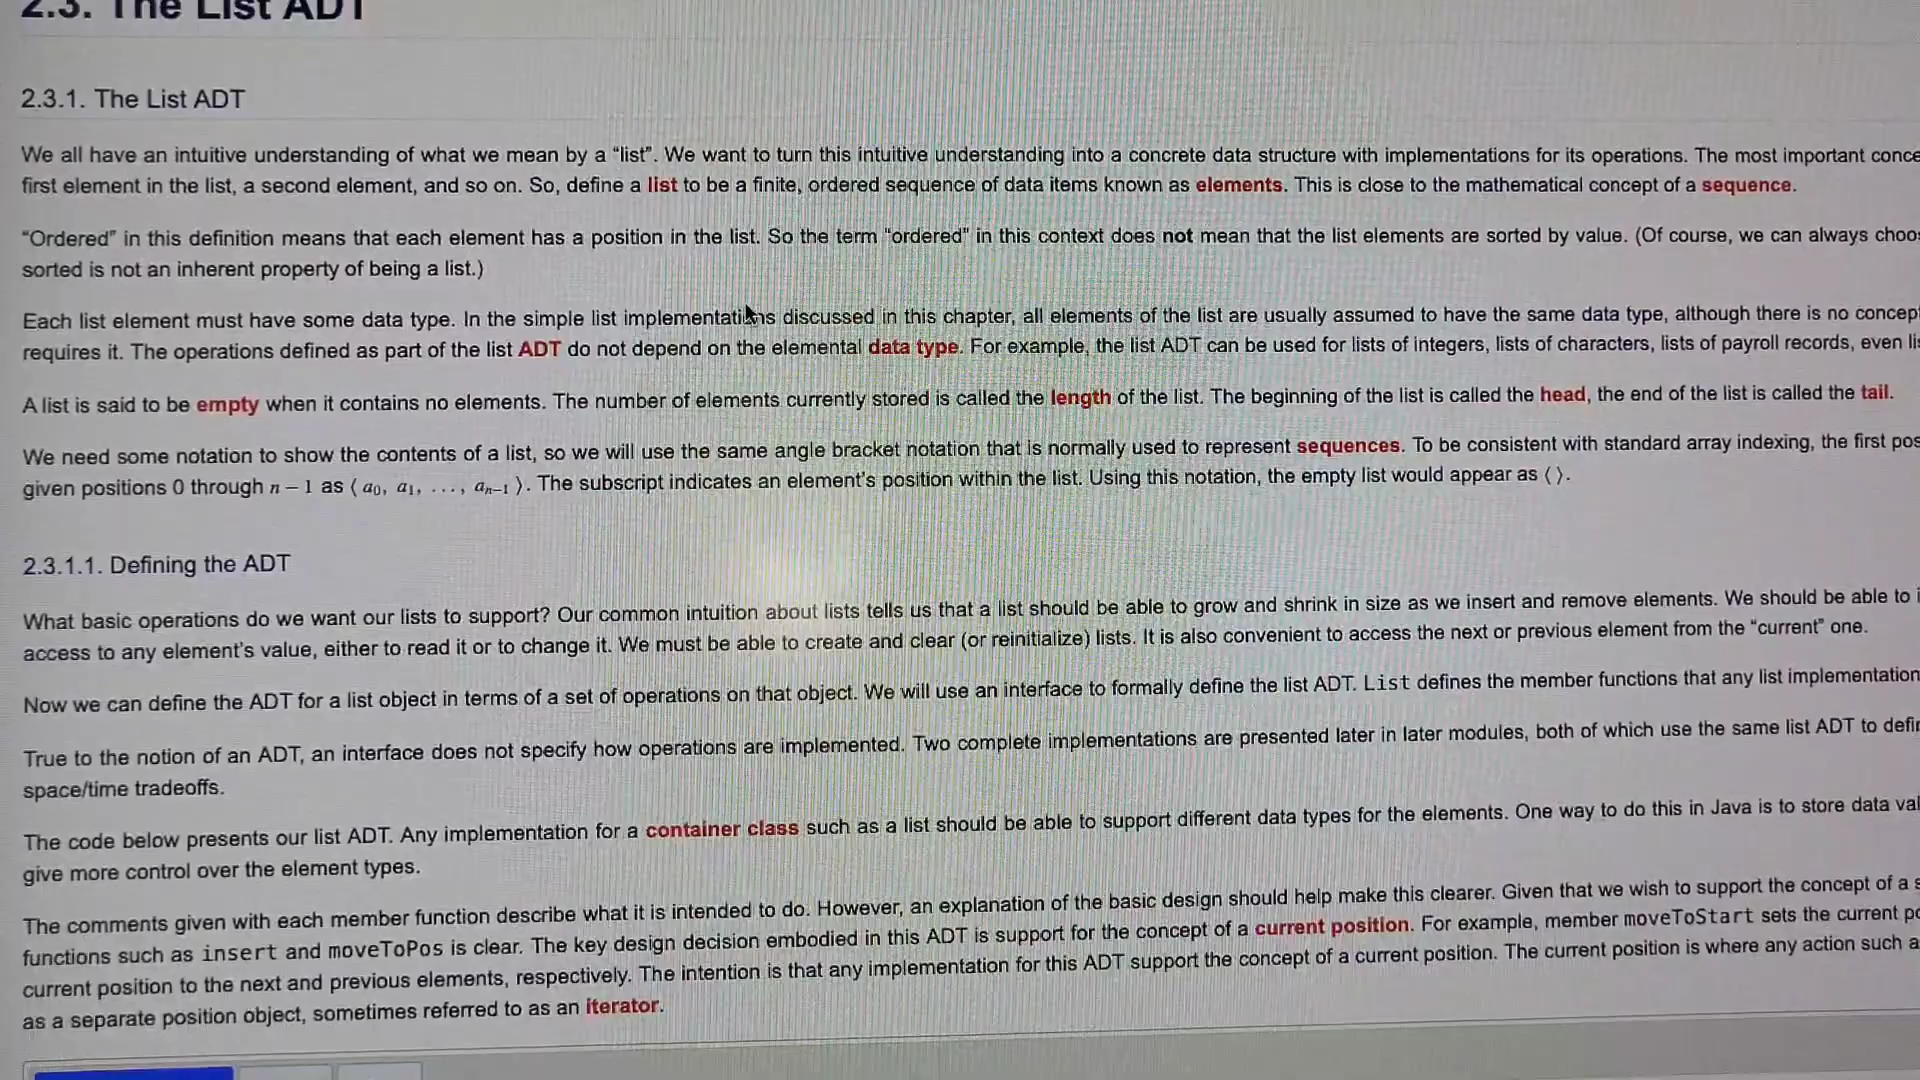 2.3. The List ADT
2.3.1. The List ADT
We all have an intuitive understanding of what we mean by a “list”. We want to turn this intuitive understanding into a concrete data structure with implementations for its operations. The most important
first element in the list, a second element, and so on. So, define a list to be a finite, ordered sequence of data items known as elements. This is close to the mathematical concept of a sequence.
“Ordered” in this definition means that each element has a position in the list. So the term “ordered” in this context does not mean that the list elements are sorted by value. (Of course, we can always
sorted is not an inherent property of being a list.)
Each list element must have some data type. In the simple list implementations discussed in this chapter, all elements of the list are usually assumed to have the same data type, although there is no
requires it. The operations defined as part of the list ADT do not depend on the elemental data type. For example, the list ADT can be used for lists of integers, lists of characters, lists of payroll records, even
A list is said to be empty when it contains no elements. The number of elements currently stored is called the length of the list. The beginning of the list is called the head, the end of the list is called the tail.
We need some notation to show the contents of a list, so we will use the same angle bracket notation that is normally used to represent sequences. To be consistent with standard array indexing, the first
given positions 0 through n − 1 as ⟨ a₀, a₁, ..., aₙ₋₁ ⟩. The subscript indicates an element's position within the list. Using this notation, the empty list would appear as ⟨ ⟩.
2.3.1.1. Defining the ADT
What basic operations do we want our lists to support? Our common intuition about lists tells us that a list should be able to grow and shrink in size as we insert and remove elements. We should be able to
access to any element's value, either to read it or to change it. We must be able to create and clear (or reinitialize) lists. It is also convenient to access the next or previous element from the “current” one.
Now we can define the ADT for a list object in terms of a set of operations on that object. We will use an interface to formally define the list ADT. List defines the member functions that any list implementation
True to the notion of an ADT, an interface does not specify how operations are implemented. Two complete implementations are presented later in later modules, both of which use the same list ADT to
space/time tradeoffs.
The code below presents our list ADT. Any implementation for a container class such as a list should be able to support different data types for the elements. One way to do this in Java is to store data
give more control over the element types.
The comments given with each member function describe what it is intended to do. However, an explanation of the basic design should help make this clearer. Given that we wish to support the concept of a
functions such as insert and moveToPos is clear. The key design decision embodied in this ADT is support for the concept of a current position. For example, member moveToStart sets the current
current position to the next and previous elements, respectively. The intention is that any implementation for this ADT support the concept of a current position. The current position is where any action such
as a separate position object, sometimes referred to as an iterator.